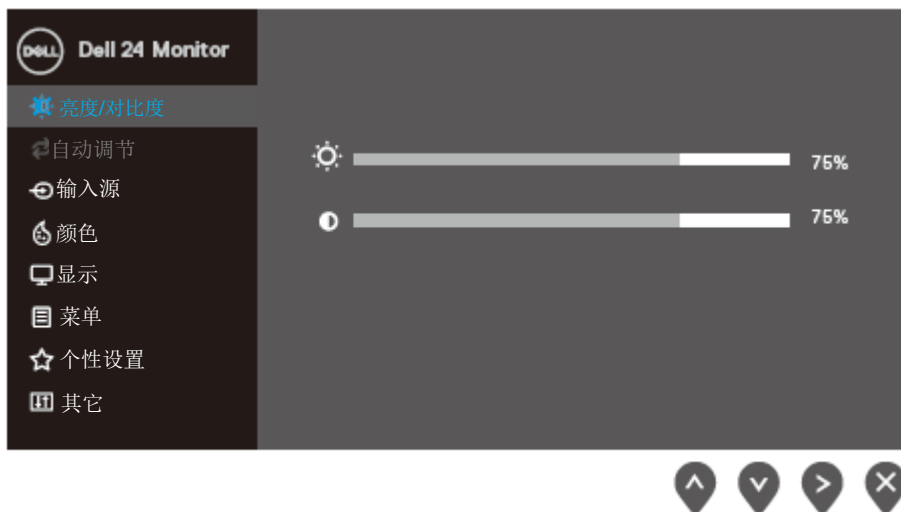 DELL
Dell 24 Monitor
亮度/对比度
自动调节
输入源
颜色
显示
菜单
个性设置
其它
75%
75%